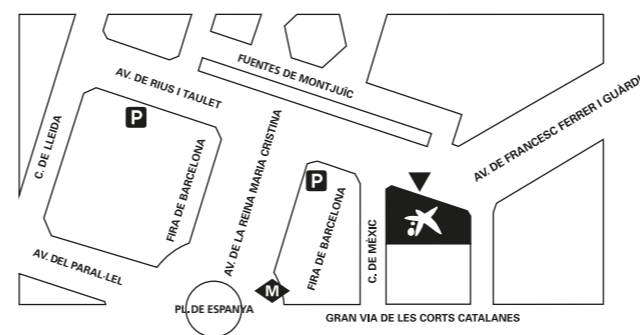 FUENTES DE MONTJUÏC
AV. DE RIUS I TAULET
AV. DE FRANCESC FERRER I GUÀRDI
P
C. DE LLEIDA
FIRA DE BARCELONA
AV. DE LA REINA MARIA CRISTINA
P
FIRA DE BARCELONA
C. DE MÈXIC
AV. DEL PARAL·LEL
M
PL. DE ESPANYA
GRAN VIA DE LES CORTS CATALANES